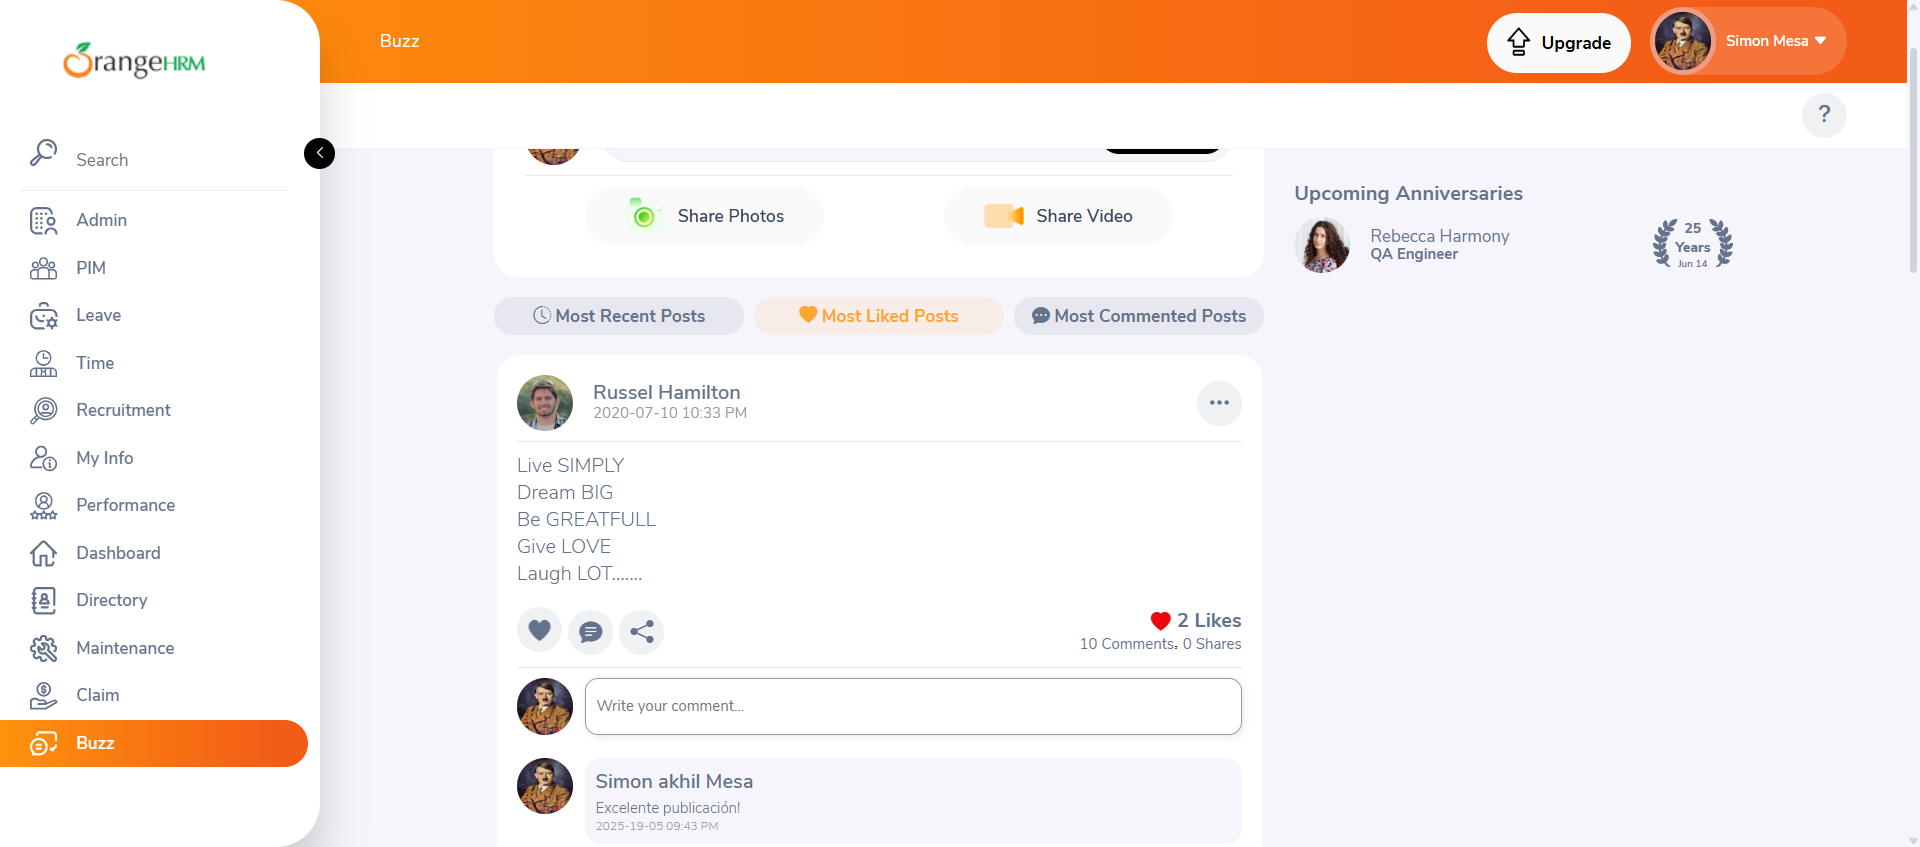 OrangeHRM
Buzz
Upgrade
Simon Mesa
?
Search
Admin
PIM
Leave
Time
Recruitment
My Info
Performance
Dashboard
Directory
Maintenance
Claim
Buzz
Share Photos
Share Video
Most Recent Posts
Most Liked Posts
Most Commented Posts
Russel Hamilton
2020-07-10 10:33 PM
Live SIMPLY
Dream BIG
Be GREATFULL
Give LOVE
Laugh LOT.......
2 Likes
10 Comments, 0 Shares
Write your comment...
Simon akhil Mesa
Excelente publicación!
2025-19-05 09:43 PM
Upcoming Anniversaries
Rebecca Harmony
QA Engineer
25
Years
Jun 14